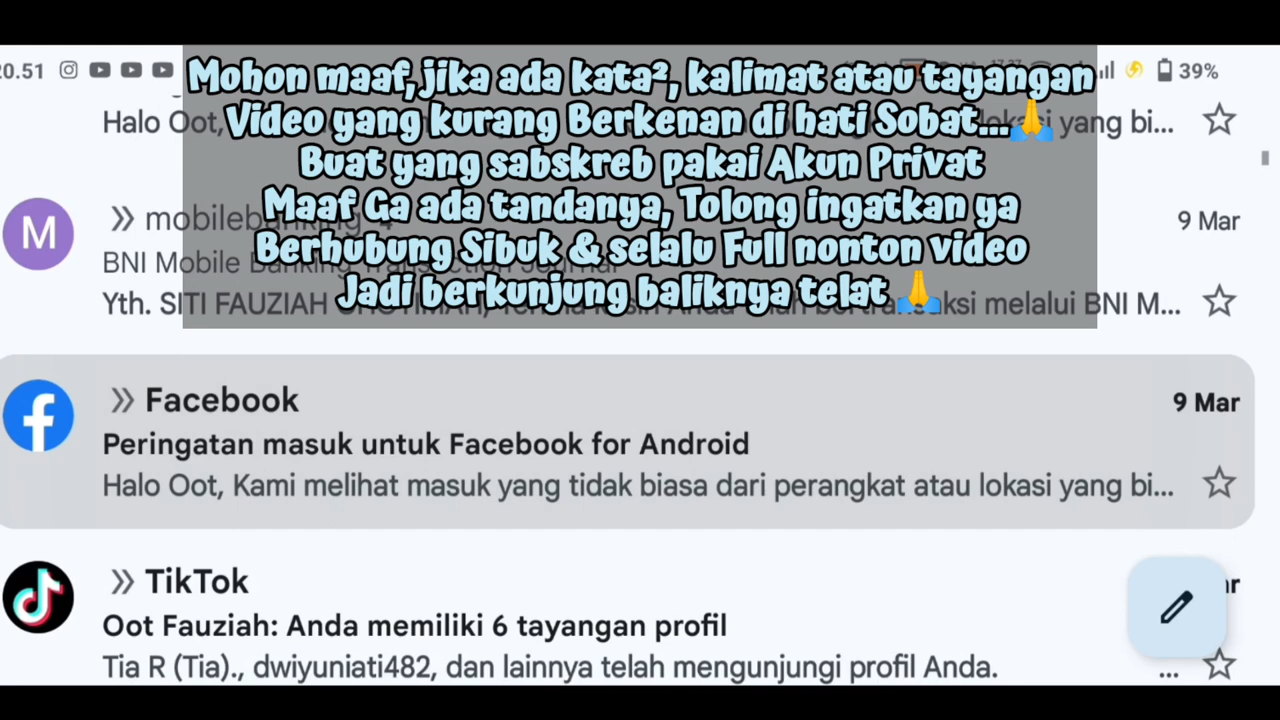 20.51
39%
Mohon maaf, jika ada kata², kalimat atau tayangan
Video yang kurang Berkenan di hati Sobat...🙏
Buat yang sabskreb pakai Akun Privat
Maaf Ga ada tandanya, Tolong ingatkan ya
Berhubung Sibuk & selalu Full nonton video
Jadi berkunjung baliknya telat 🙏
Halo Oot, yang bi...
M
mobilebanking 9 Mar
BNI Mobile Banking
Yth. SITI FAUZIAH melalui BNI M...
Facebook 9 Mar
Peringatan masuk untuk Facebook for Android
Halo Oot, Kami melihat masuk yang tidak biasa dari perangkat atau lokasi yang bi...
TikTok
Oot Fauziah: Anda memiliki 6 tayangan profil
Tia R (Tia)., dwiyuniati482, dan lainnya telah mengunjungi profil Anda. ...